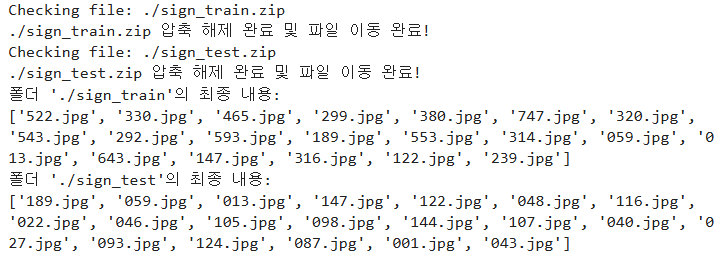 Checking file: ./sign_train.zip
./sign_train.zip 압축 해제 완료 및 파일 이동 완료!
Checking file: ./sign_test.zip
./sign_test.zip 압축 해제 완료 및 파일 이동 완료!
폴더 './sign_train'의 최종 내용:
['522.jpg', '330.jpg', '465.jpg', '299.jpg', '380.jpg', '747.jpg', '320.jpg',
'543.jpg', '292.jpg', '593.jpg', '189.jpg', '553.jpg', '314.jpg', '059.jpg', '0
13.jpg', '643.jpg', '147.jpg', '316.jpg', '122.jpg', '239.jpg']
폴더 './sign_test'의 최종 내용:
['189.jpg', '059.jpg', '013.jpg', '147.jpg', '122.jpg', '048.jpg', '116.jpg',
'022.jpg', '046.jpg', '105.jpg', '098.jpg', '144.jpg', '107.jpg', '040.jpg', '0
27.jpg', '093.jpg', '124.jpg', '087.jpg', '001.jpg', '043.jpg']